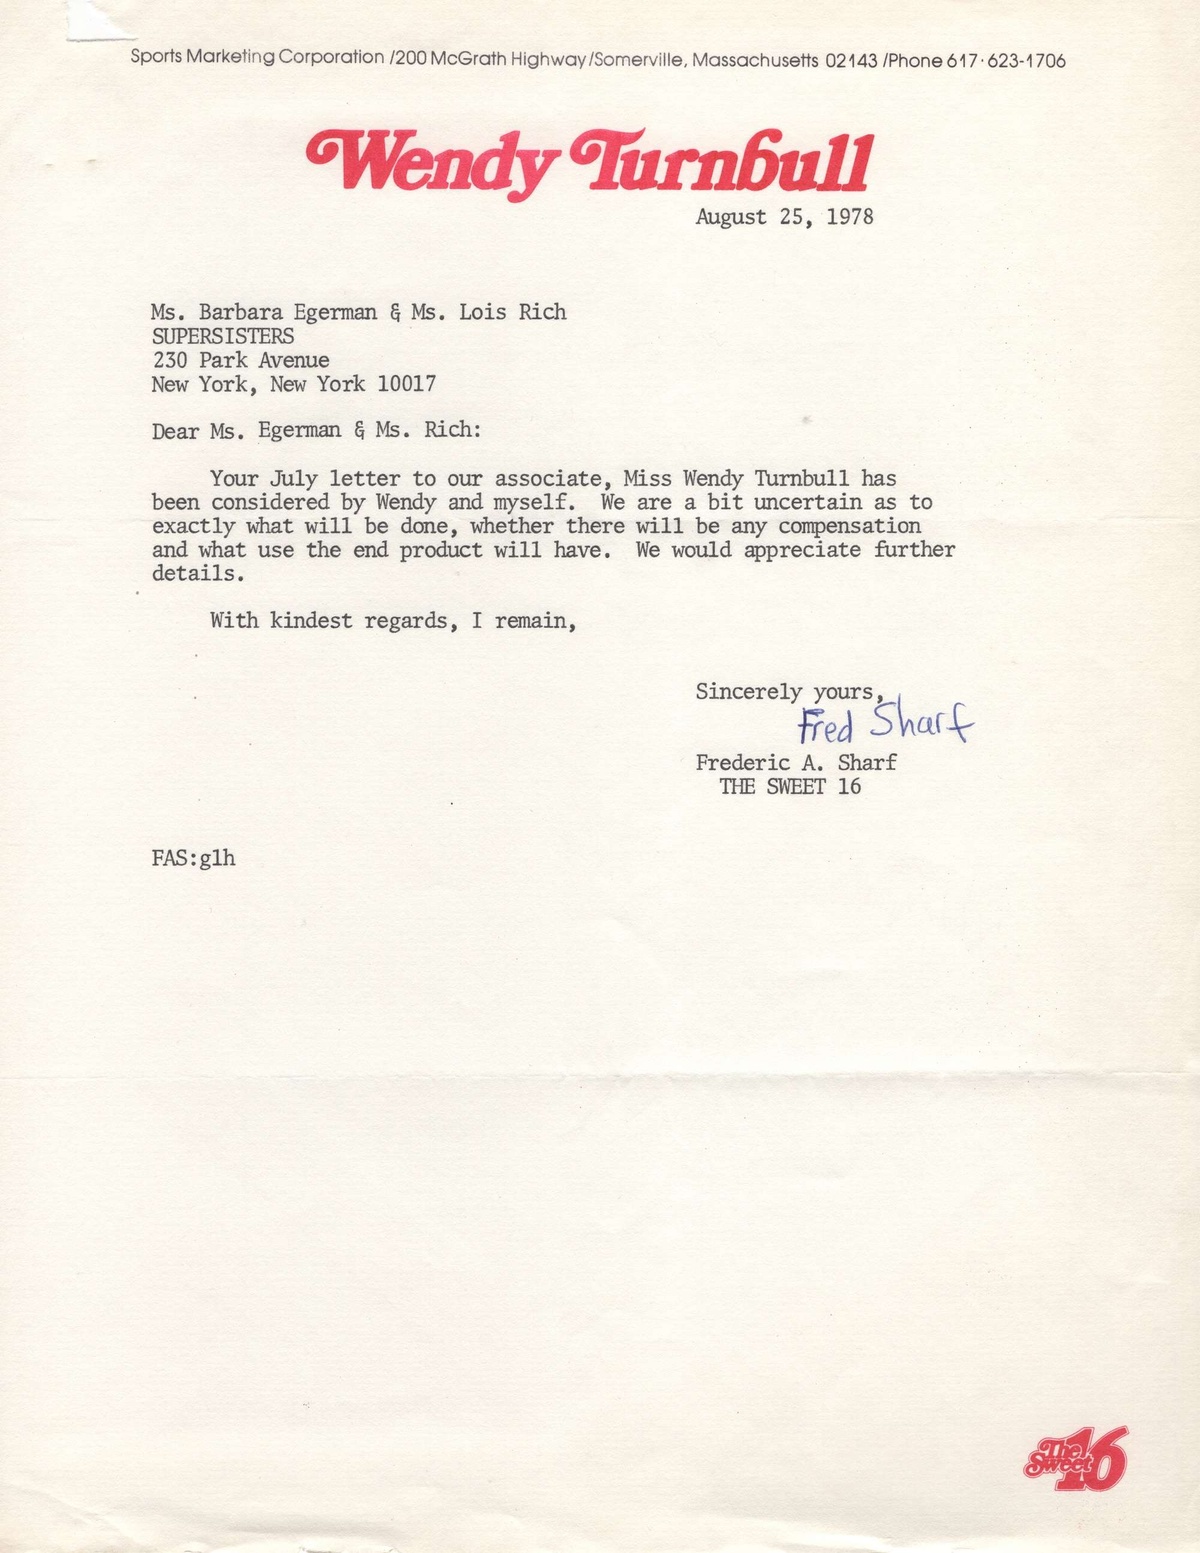 Sports Marketing Corporation /200 McGrath Highway/Somerville, Massachusetts 02143 /Phone 617·623-1706
Wendy Turnbull
August 25, 1978
Ms. Barbara Egerman & Ms. Lois Rich
SUPERSISTERS
230 Park Avenue
New York, New York 10017
Dear Ms. Egerman & Ms. Rich:
Your July letter to our associate, Miss Wendy Turnbull has
been considered by Wendy and myself. We are a bit uncertain as to
exactly what will be done, whether there will be any compensation
and what use the end product will have. We would appreciate further
details.
With kindest regards, I remain,
Sincerely yours,
Fred Sharf
Frederic A. Sharf
THE SWEET 16
FAS:glh
The
Sweet 16